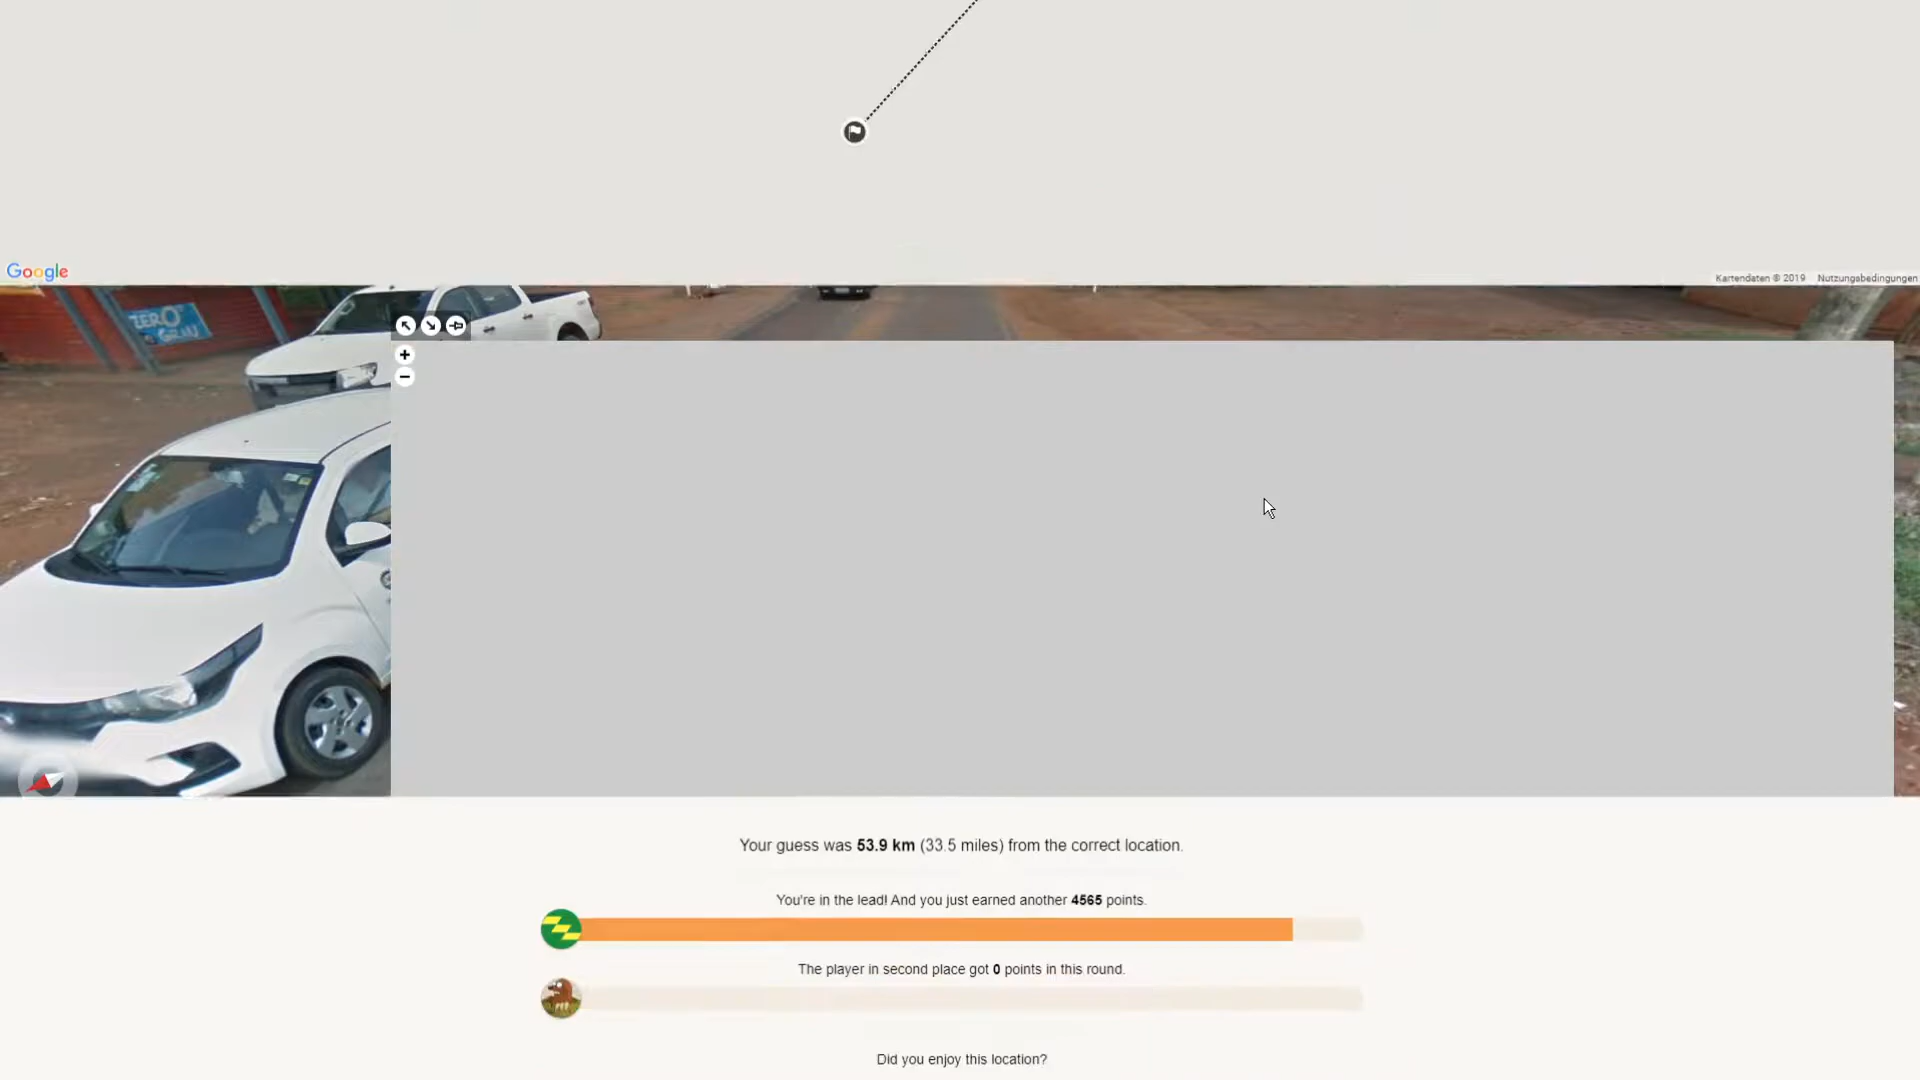 Google
Kartendaten © 2019 Nutzungsbedingungen
ZERO
GRAU
Your guess was 53.9 km (33.5 miles) from the correct location.
You're in the lead! And you just earned another 4565 points.
The player in second place got 0 points in this round.
Did you enjoy this location?